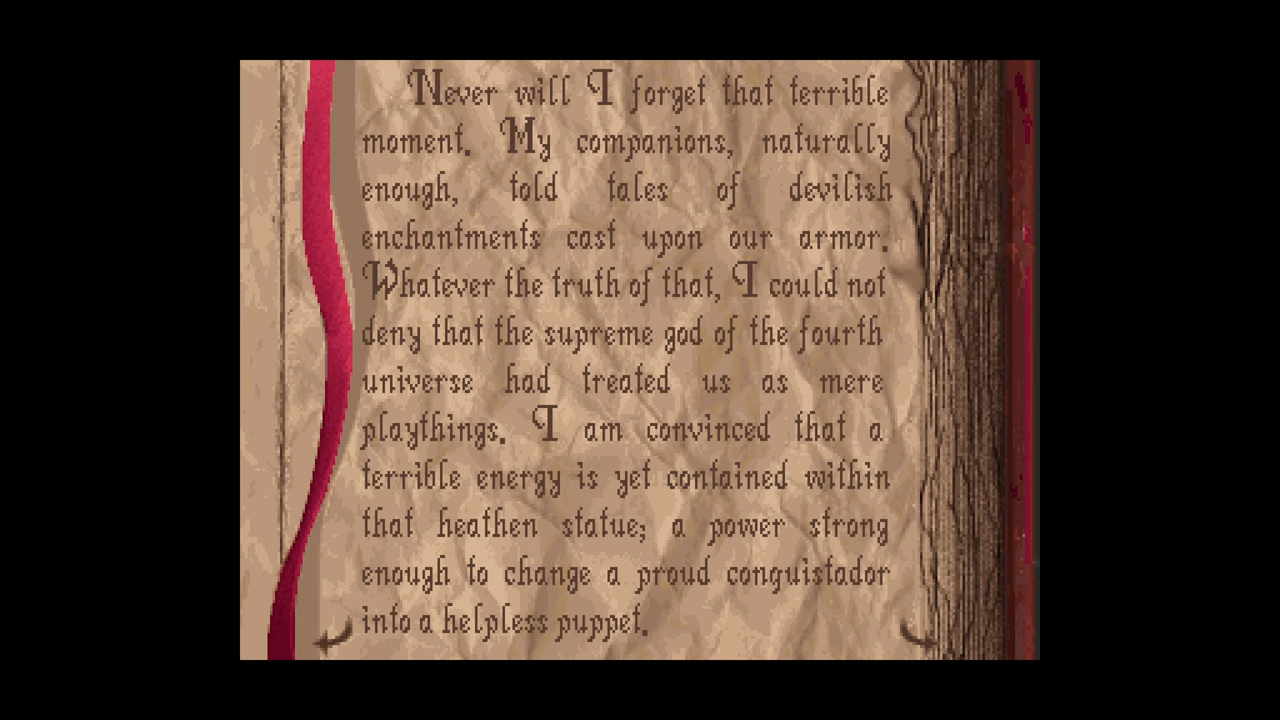 Never will I forget that terrible
moment. My companions, naturally
enough, told tales of devilish
enchantments cast upon our armor.
Whatever the truth of that, I could not
deny that the supreme god of the fourth
universe had treated us as mere
playthings. I am convinced that a
terrible energy is yet contained within
that heathen statue; a power strong
enough to change a proud conquistador
into a helpless puppet.